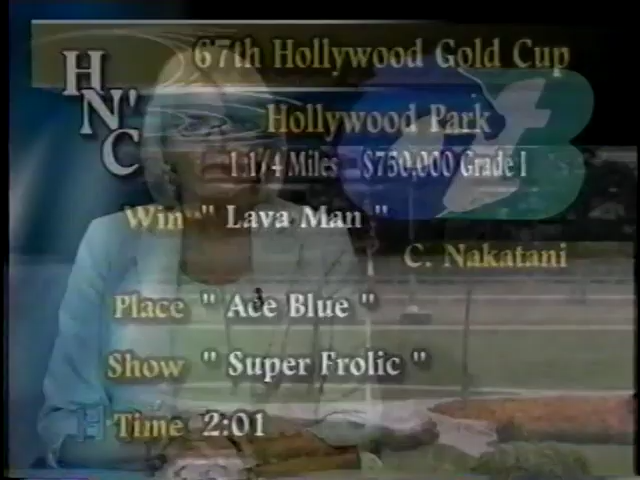 67th Hollywood Gold Cup
HN'C
Hollywood Park
1 1/4 Miles $750,000 Grade I
Win " Lava Man "
C. Nakatani
Place " Ace Blue "
Show " Super Frolic "
Time 2:01